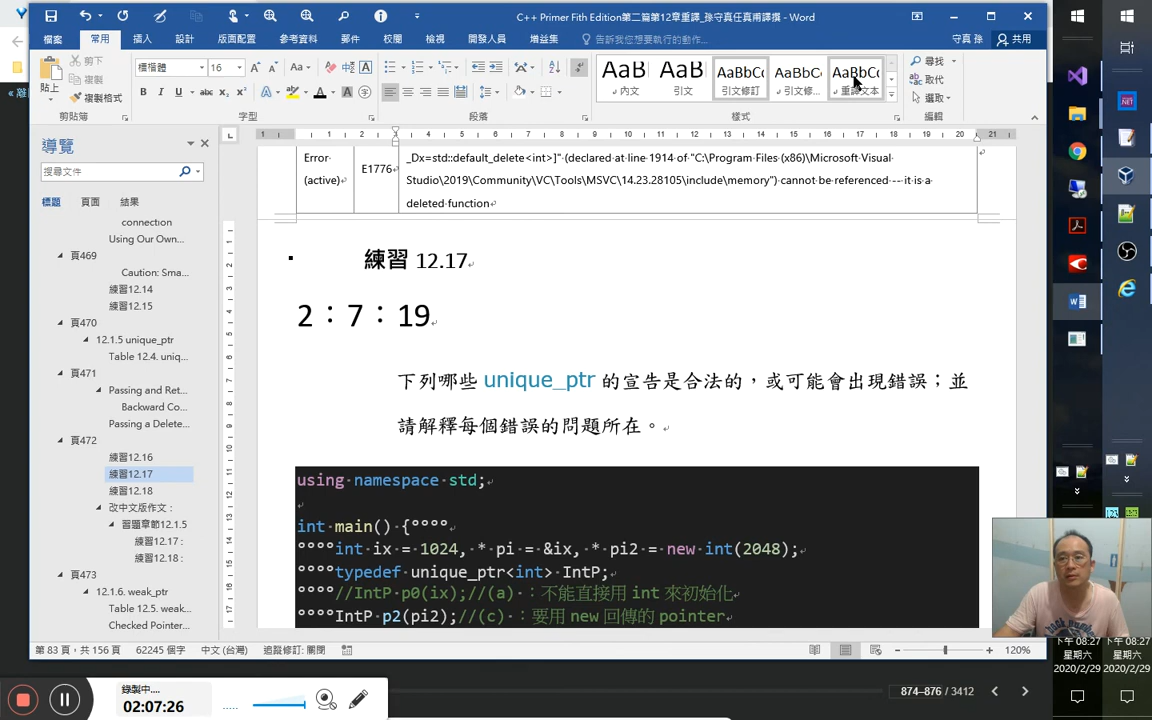 C++ Primer Fith Edition第二篇第12章重譯_孫守真任真甫譯撰 - Word
檔案 常用 插入 設計 版面配置 參考資料 郵件 校閱 檢視 開發人員 增益集 告訴我您想要執行的動作... 守真 孫 共用
剪下
複製
複製格式
貼上
剪貼簿
標楷體 16
字型
段落
AaB AaB AaBbCc AaBbCc AaBbCc
內文 引文 引文修訂 引文修... 重譯文本
樣式
尋找
取代
選取
編輯
導覽
搜尋文件
標題 頁面 結果
connection
Using Our Own...
頁469
Caution: Sma...
練習12.14
練習12.15
頁470
12.1.5 unique_ptr
Table 12.4. uniq...
頁471
Passing and Ret...
Backward Co...
Passing a Delete...
頁472
練習12.16
練習12.17
練習12.18
改中文版作文：
習題章節12.1.5
練習12.17：
練習12.18：
頁473
12.1.6. weak_ptr
Table 12.5. weak...
Checked Pointer...
Error
(active)
E1776
_Dx=std::default_delete<int>]" (declared at line 1914 of "C:\Program Files (x86)\Microsoft Visual
Studio\2019\Community\VC\Tools\MSVC\14.23.28105\include\memory") cannot be referenced -- it is a
deleted function
練習 12.17
2：7：19
下列哪些 unique_ptr 的宣告是合法的，或可能會出現錯誤；並
請解釋每個錯誤的問題所在。
using namespace std;
int main() {
int ix = 1024, * pi = &ix, * pi2 = new int(2048);
typedef unique_ptr<int> IntP;
//IntP p0(ix);//(a)：不能直接用 int 來初始化
IntP p2(pi2);//(c)：要用 new 回傳的 pointer
第 83 頁，共 156 頁 62245 個字 中文 (台灣) 追蹤修訂: 關閉 120%
錄製中....
02:07:26
874–876 / 3412
下午 08:27
星期六
2020/2/29
下午 08:27
星期六
2020/2/29